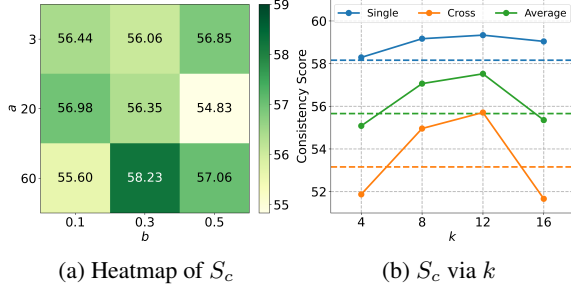 59
58
57
56
55
3
20
60
a
56.44 56.06 56.85
56.98 56.35 54.83
55.60 58.23 57.06
0.1 0.3 0.5
b
(a) Heatmap of S_c
Single Cross Average
Consistency Score
60
58
56
54
52
4 8 12 16
k
(b) S_c via k